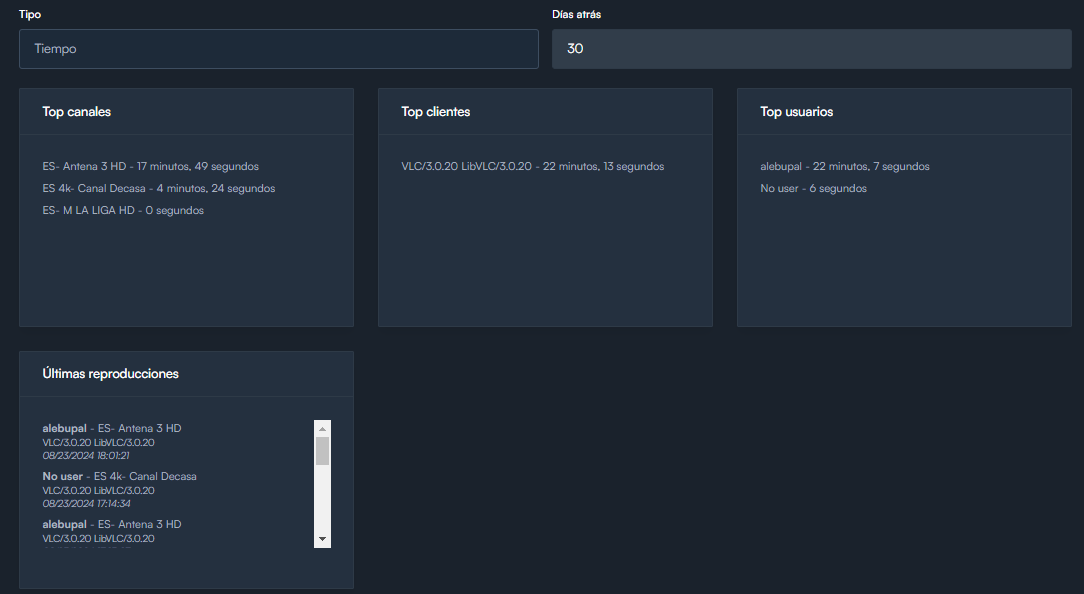 Tipo
Días atrás
Tiempo
30
Top canales
ES- Antena 3 HD - 17 minutos, 49 segundos
ES 4k- Canal Decasa - 4 minutos, 24 segundos
ES- M LA LIGA HD - 0 segundos
Top clientes
VLC/3.0.20 LibVLC/3.0.20 - 22 minutos, 13 segundos
Top usuarios
alebupal - 22 minutos, 7 segundos
No user - 6 segundos
Últimas reproducciones
alebupal - ES- Antena 3 HD
VLC/3.0.20 LibVLC/3.0.20
08/23/2024 18:01:21
No user - ES 4k- Canal Decasa
VLC/3.0.20 LibVLC/3.0.20
08/23/2024 17:14:34
alebupal - ES- Antena 3 HD
VLC/3.0.20 LibVLC/3.0.20